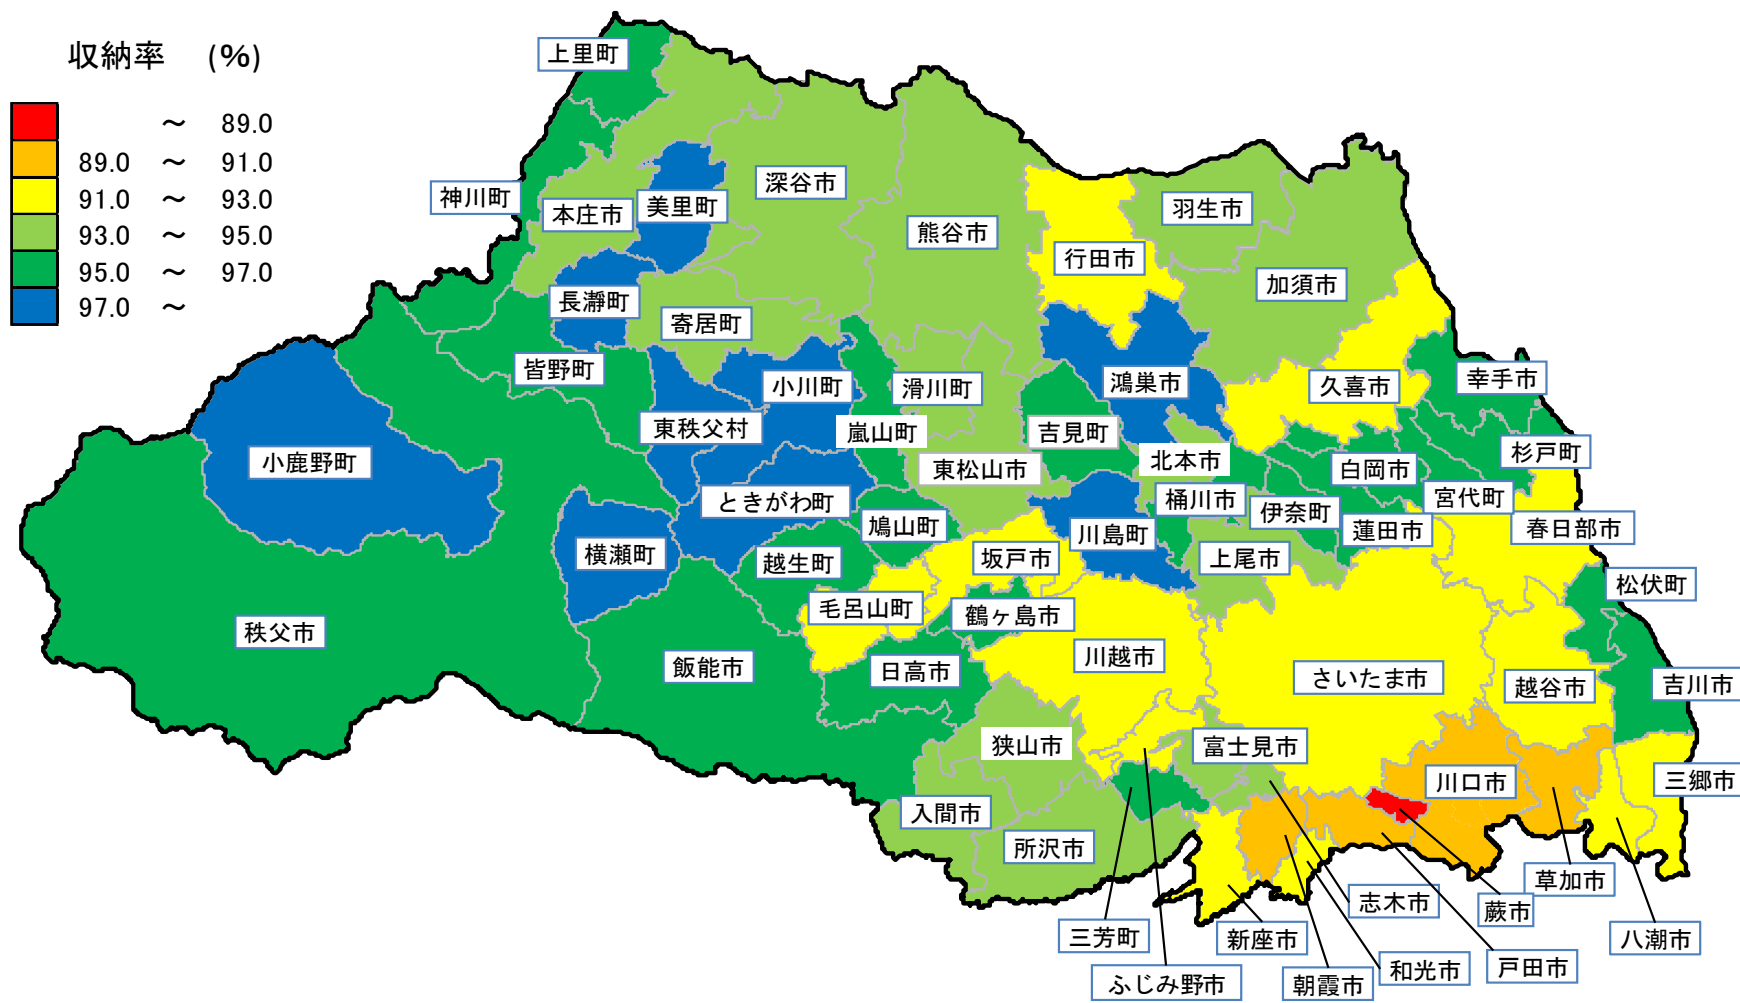 収納率 (%)
～ 89.0
89.0 ～ 91.0
91.0 ～ 93.0
93.0 ～ 95.0
95.0 ～ 97.0
97.0 ～
上里町
神川町
本庄市
美里町
深谷市
熊谷市
行田市
羽生市
加須市
長瀞町
寄居町
皆野町
小川町
滑川町
鴻巣市
久喜市
幸手市
東秩父村
嵐山町
吉見町
小鹿野町
東松山市
北本市
白岡市
杉戸町
ときがわ町
桶川市
伊奈町
宮代町
鳩山町
川島町
蓮田市
春日部市
横瀬町
越生町
坂戸市
上尾市
松伏町
毛呂山町
鶴ヶ島市
秩父市
飯能市
日高市
川越市
さいたま市
越谷市
吉川市
狭山市
富士見市
川口市
三郷市
入間市
所沢市
草加市
志木市
蕨市
三芳町
新座市
八潮市
ふじみ野市
朝霞市
和光市
戸田市